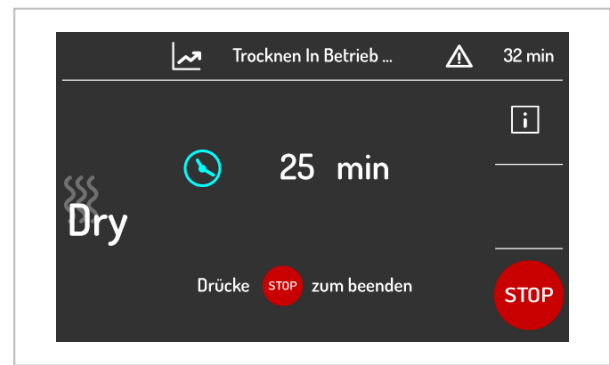 Trocknen In Betrieb ... 32 min
i
25 min
Dry
Drücke STOP zum beenden
STOP